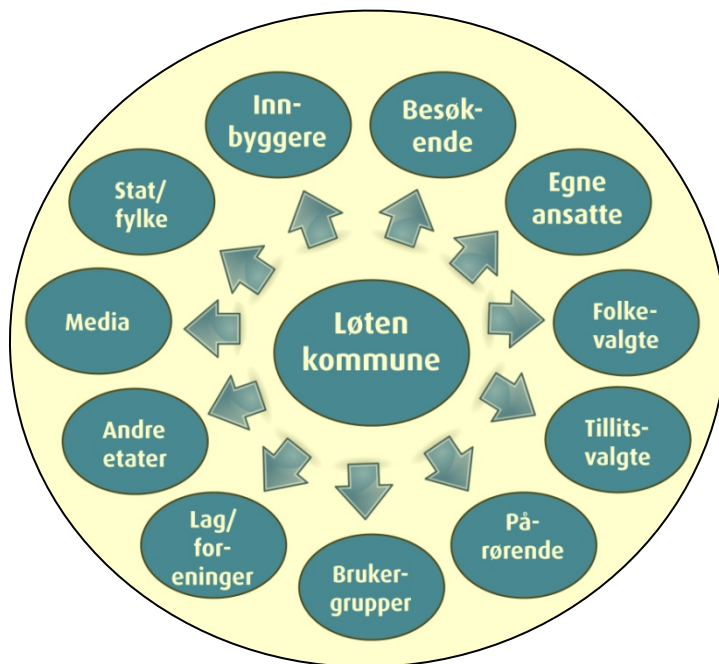 Inn-
byggere
Besøk-
ende
Egne
ansatte
Folke-
valgte
Tillits-
valgte
På-
rørende
Bruker-
grupper
Lag/
for-
eninger
Andre
etater
Media
Stat/
fylke
Løten
kommune